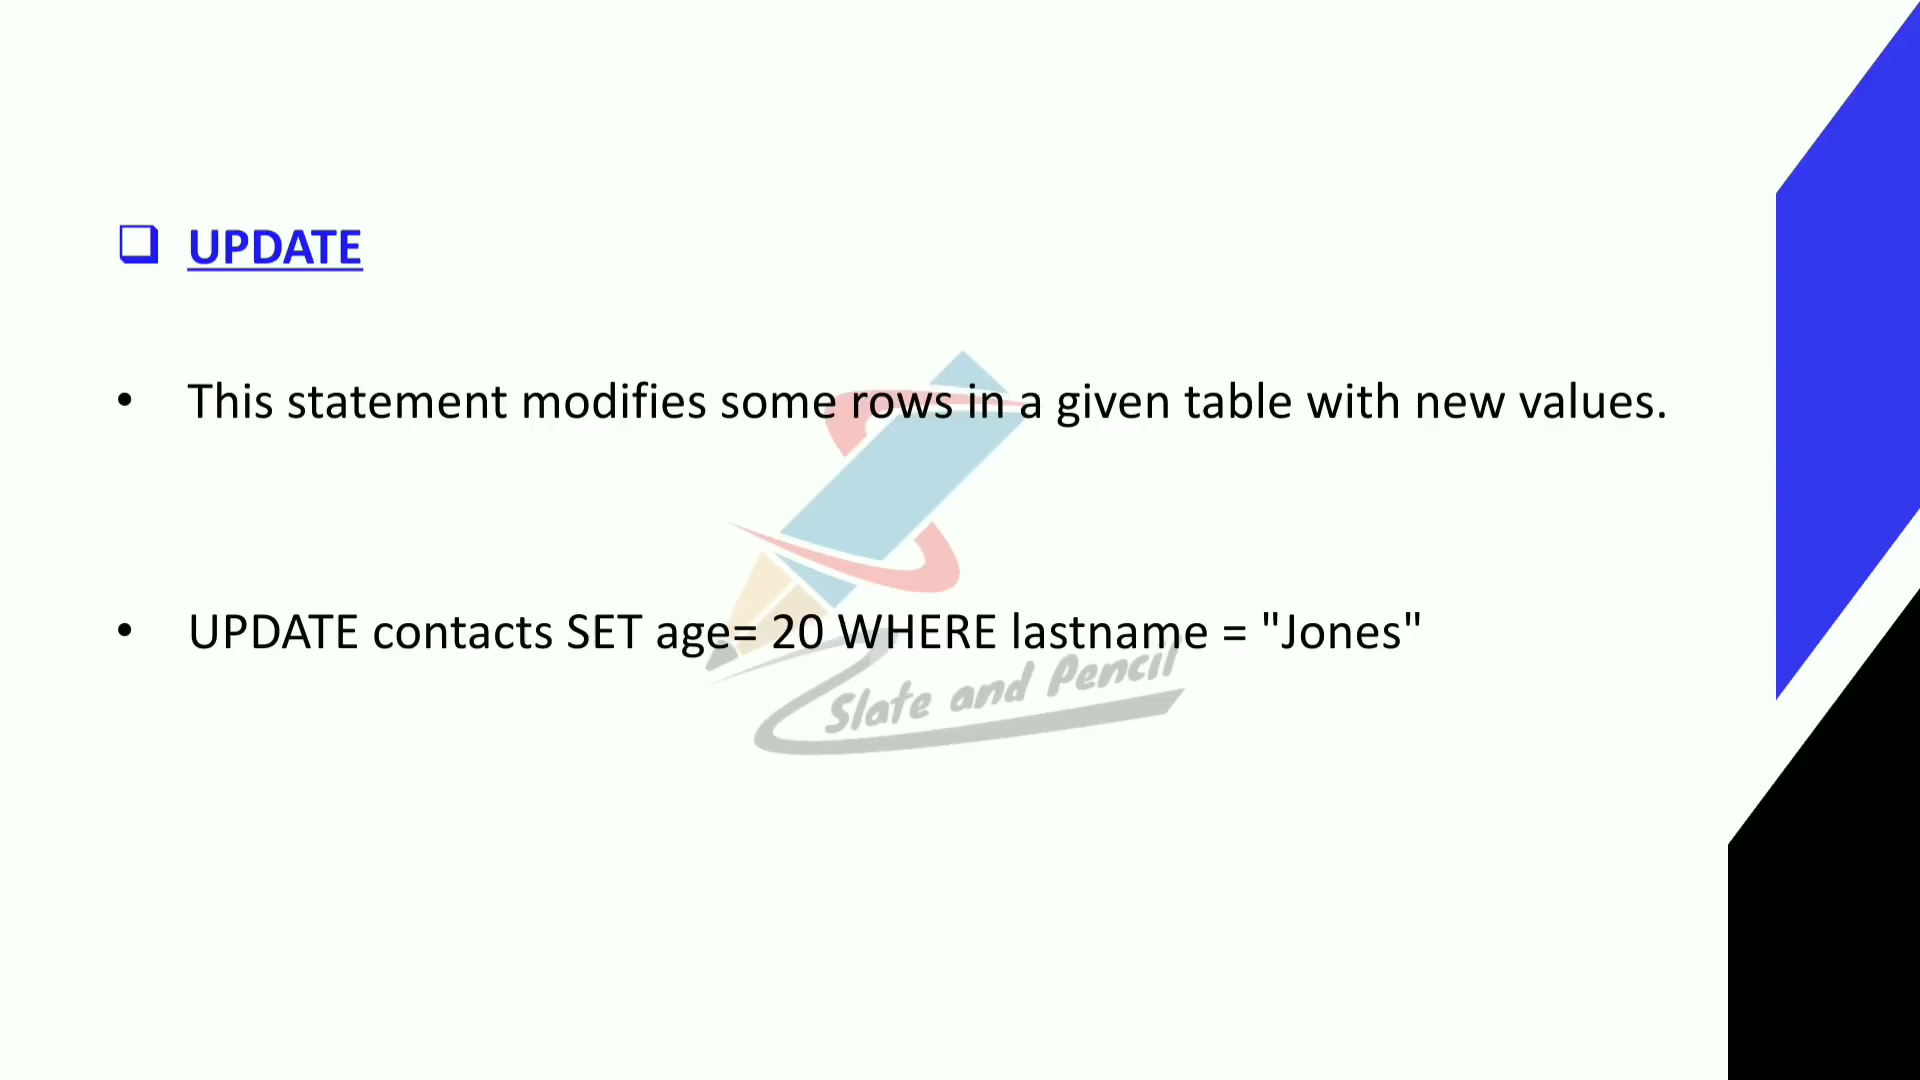 UPDATE
This statement modifies some rows in a given table with new values.
UPDATE contacts SET age= 20 WHERE lastname = "Jones"
Slate and Pencil